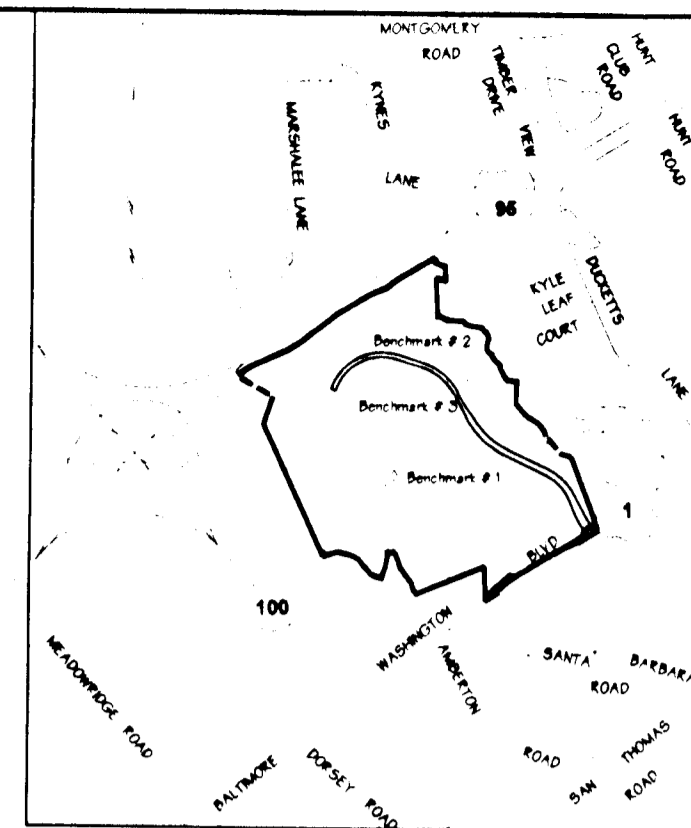 MONTGOMERY
ROAD
TIMBER VIEW
DRIVE
HUNT
CLUB
ROAD
HUNT
ROAD
KYNES
LANE
MARSHALEE LANE
95
KYLE
LEAF
COURT
DUCKETTS
LANE
Benchmark # 2
Benchmark # 3
Benchmark # 1
1
BLVD
WASHINGTON
100
MEADOWRIDGE ROAD
AMBERTON
ROAD
SANTA BARBARA
ROAD
BALTIMORE
DORSEY ROAD
SAN THOMAS
ROAD